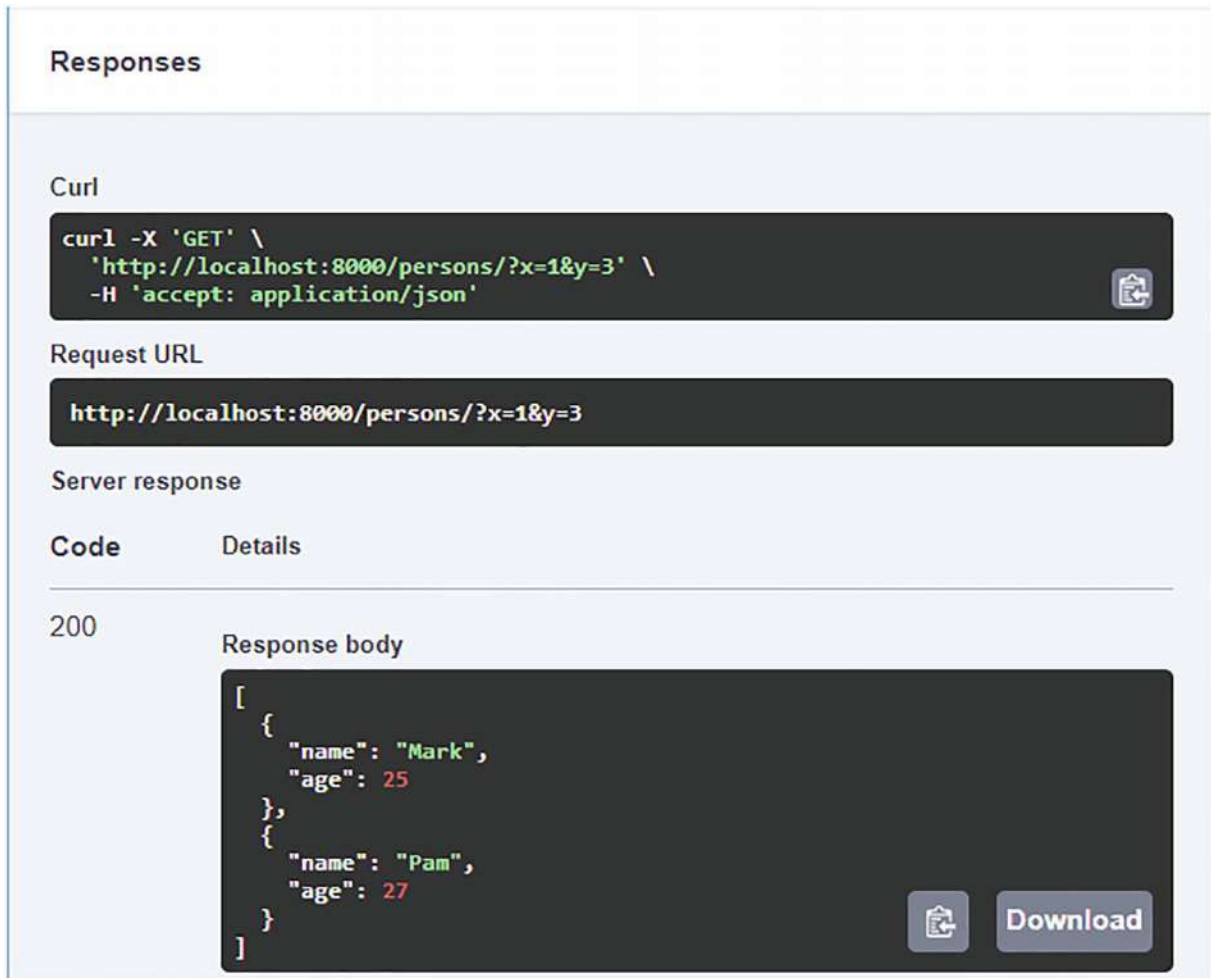 Responses
Curl
curl -X 'GET' \
  'http://localhost:8000/persons/?x=1&y=3' \
  -H 'accept: application/json'
Request URL
http://localhost:8000/persons/?x=1&y=3
Server response
Code Details
200
Response body
[
  {
    "name": "Mark",
    "age": 25
  },
  {
    "name": "Pam",
    "age": 27
  }
]
Download